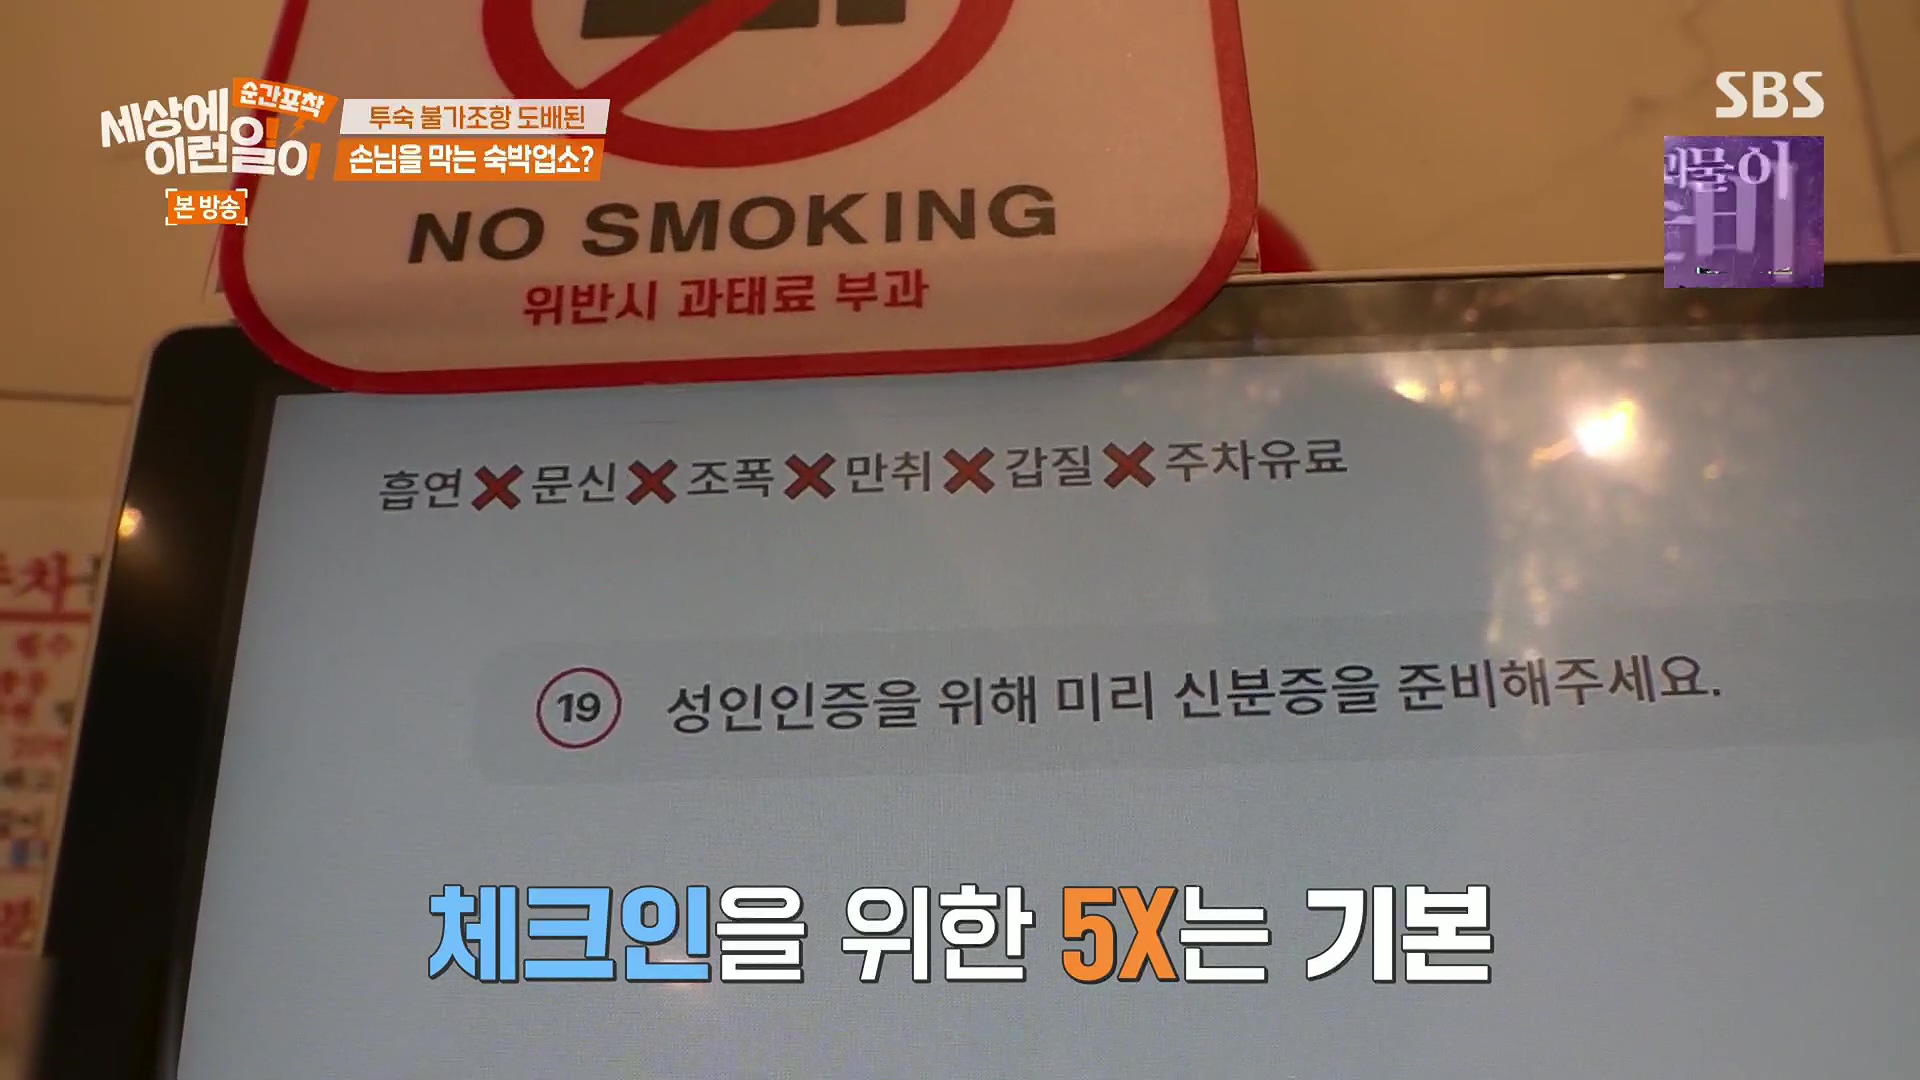 순간포착
세상에
이런일이
본 방송
투숙 불가조항 도배된
손님을 막는 숙박업소?
SBS
NO SMOKING
위반시 과태료 부과
흡연❌문신❌조폭❌만취❌갑질❌주차유료
19 성인인증을 위해 미리 신분증을 준비해주세요.
체크인을 위한 5X는 기본